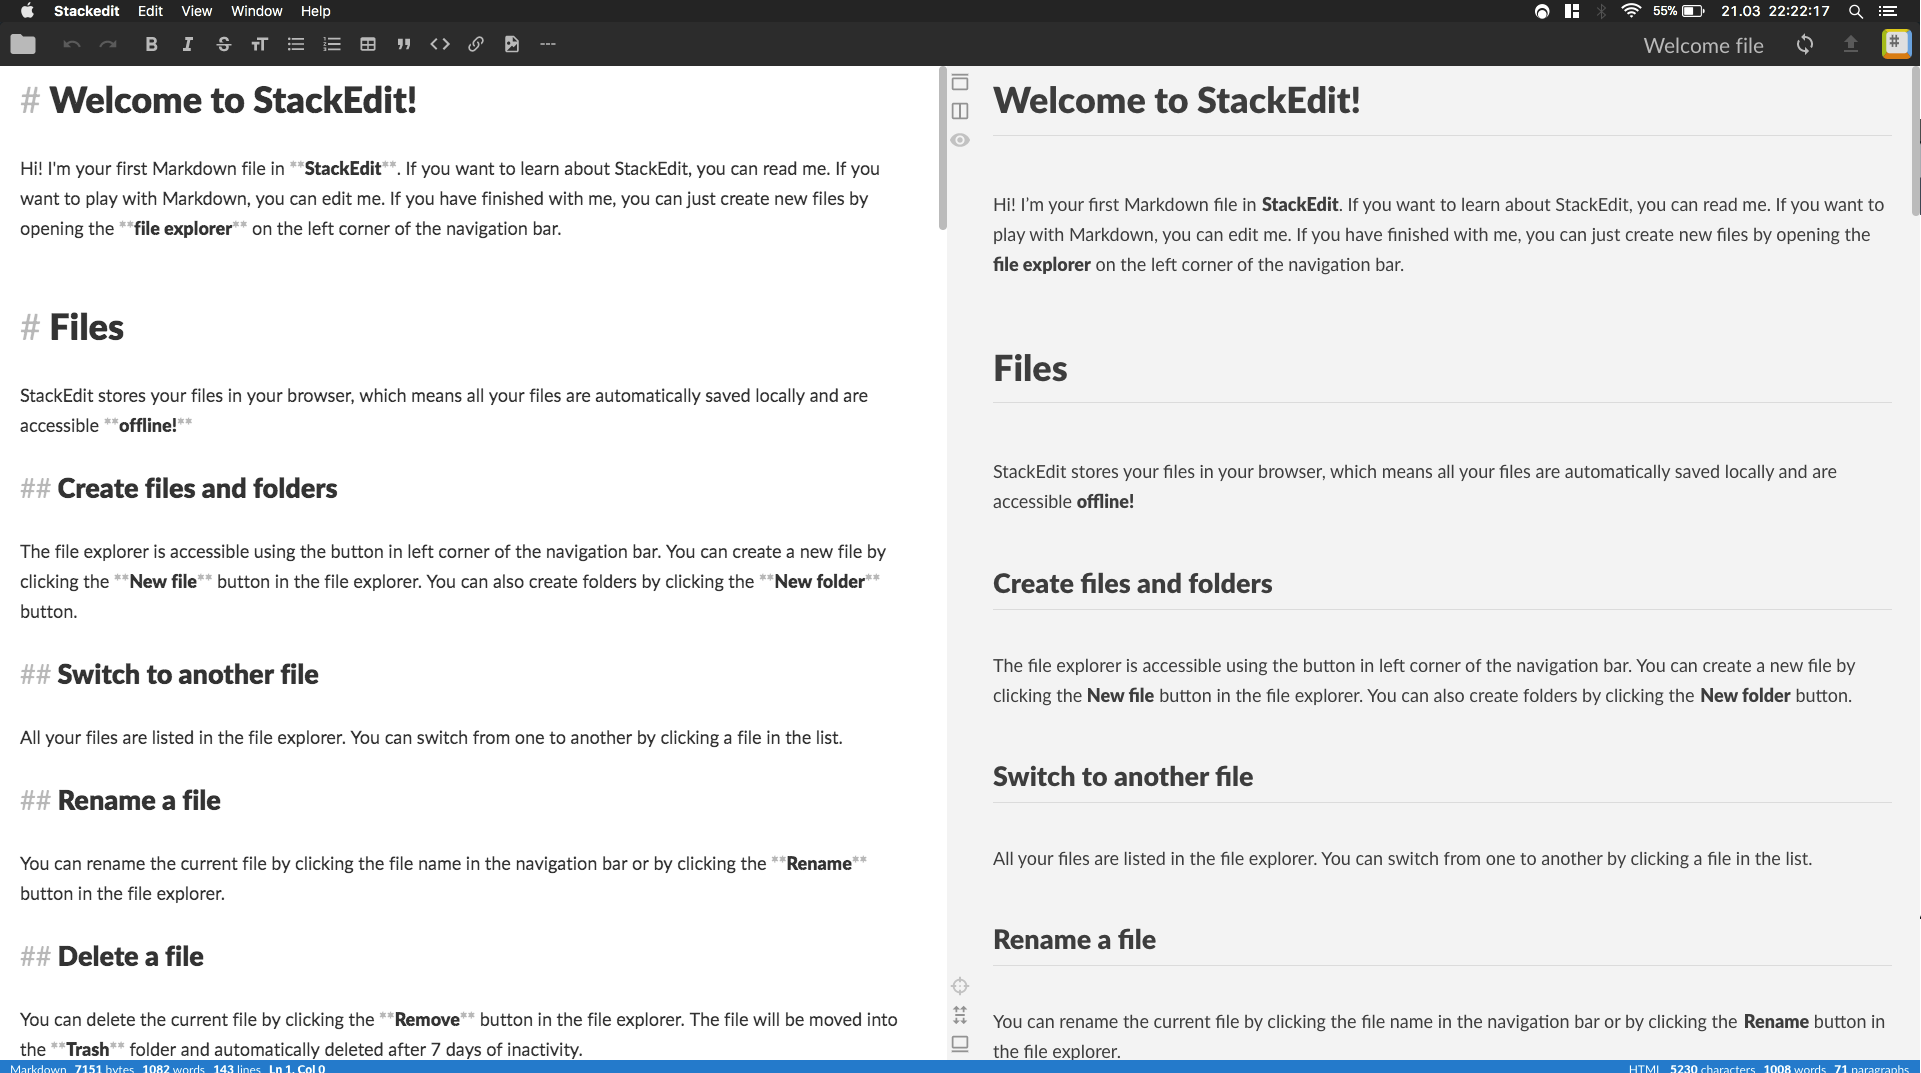 Stackedit Edit View Window Help 55% 21.03 22:22:17
Welcome file
# Welcome to StackEdit!
Hi! I'm your first Markdown file in **StackEdit**. If you want to learn about StackEdit, you can read me. If you
want to play with Markdown, you can edit me. If you have finished with me, you can just create new files by
opening the **file explorer** on the left corner of the navigation bar.
# Files
StackEdit stores your files in your browser, which means all your files are automatically saved locally and are
accessible **offline!**
## Create files and folders
The file explorer is accessible using the button in left corner of the navigation bar. You can create a new file by
clicking the **New file** button in the file explorer. You can also create folders by clicking the **New folder**
button.
## Switch to another file
All your files are listed in the file explorer. You can switch from one to another by clicking a file in the list.
## Rename a file
You can rename the current file by clicking the file name in the navigation bar or by clicking the **Rename**
button in the file explorer.
## Delete a file
You can delete the current file by clicking the **Remove** button in the file explorer. The file will be moved into
the **Trash** folder and automatically deleted after 7 days of inactivity.
Welcome to StackEdit!
Hi! I'm your first Markdown file in StackEdit. If you want to learn about StackEdit, you can read me. If you want to
play with Markdown, you can edit me. If you have finished with me, you can just create new files by opening the
file explorer on the left corner of the navigation bar.
Files
StackEdit stores your files in your browser, which means all your files are automatically saved locally and are
accessible offline!
Create files and folders
The file explorer is accessible using the button in left corner of the navigation bar. You can create a new file by
clicking the New file button in the file explorer. You can also create folders by clicking the New folder button.
Switch to another file
All your files are listed in the file explorer. You can switch from one to another by clicking a file in the list.
Rename a file
You can rename the current file by clicking the file name in the navigation bar or by clicking the Rename button in
the file explorer.
Markdown 7151 bytes 1082 words 143 lines Ln 1, Col 0
HTML 5230 characters 1008 words 71 paragraphs